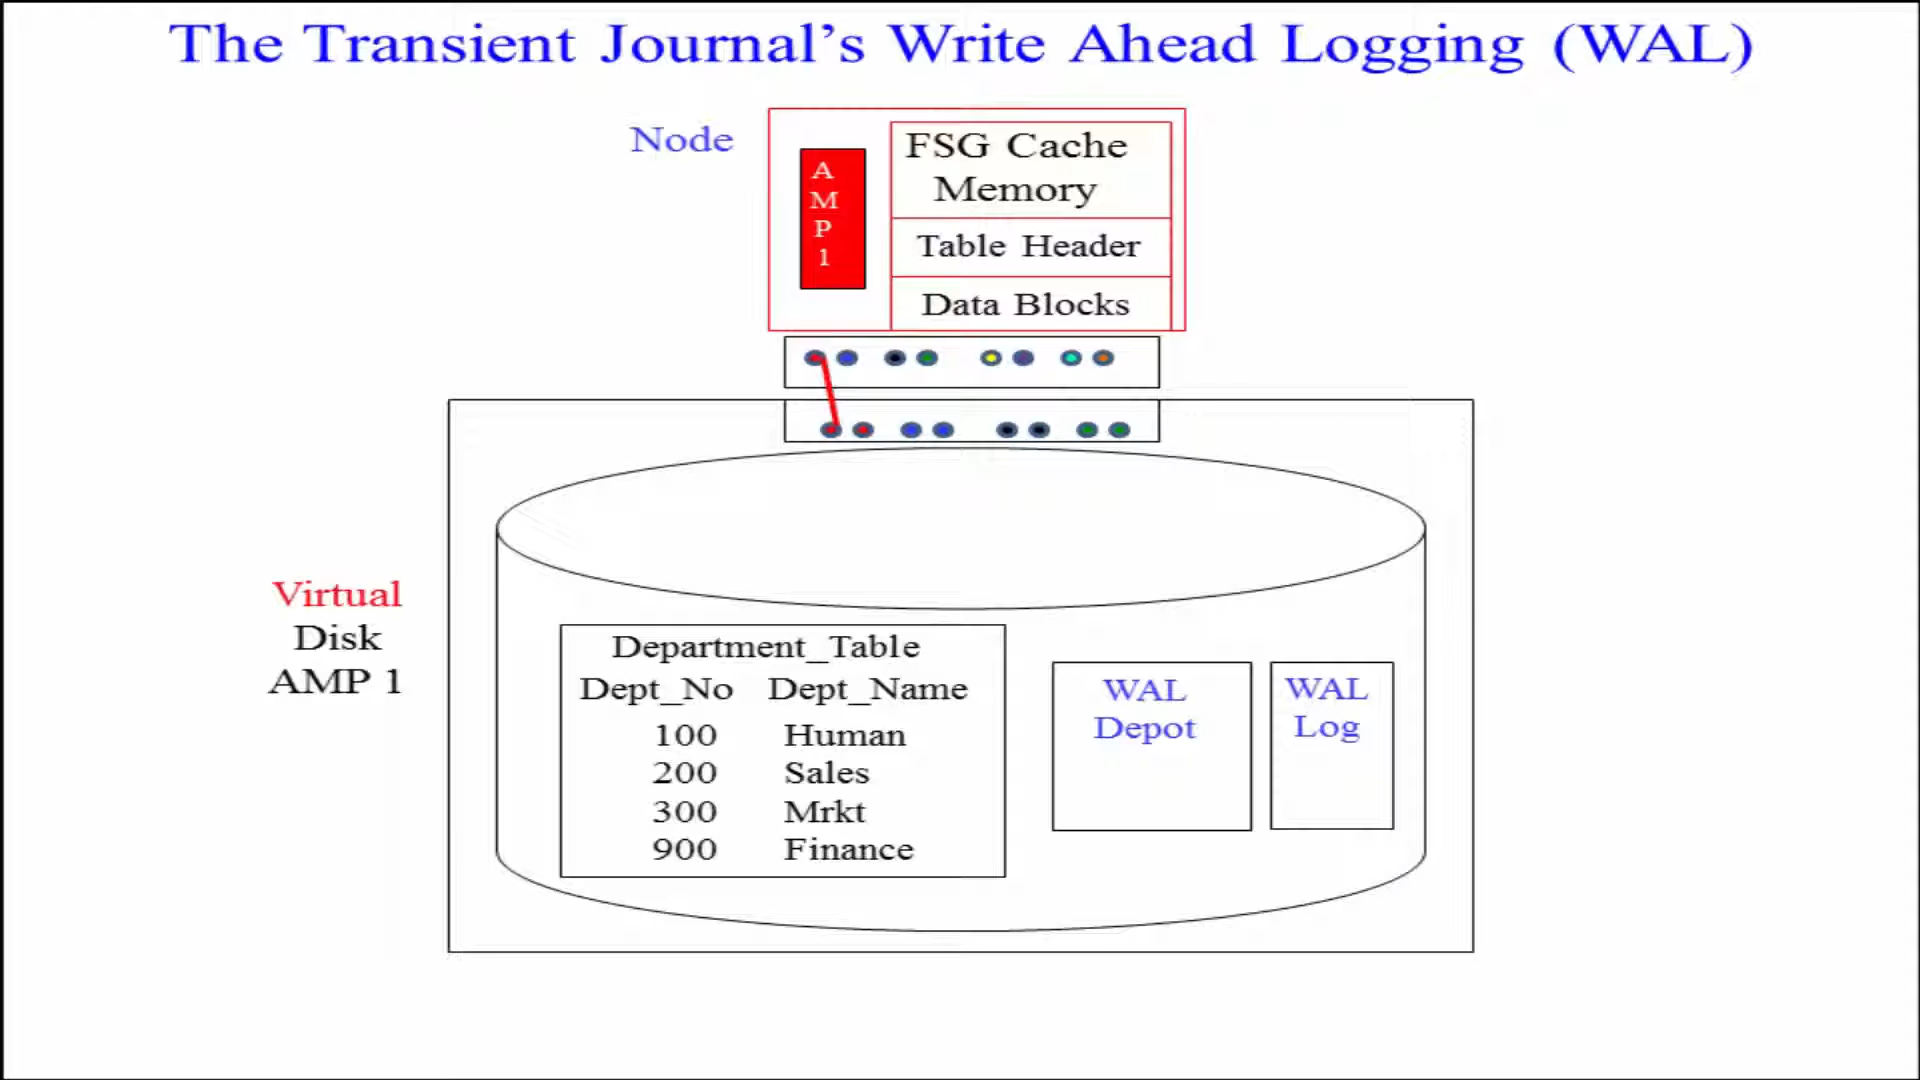 The Transient Journal’s Write Ahead Logging (WAL)
Node
A
M
P
1
FSG Cache
Memory
Table Header
Data Blocks
Virtual
Disk
AMP 1
Department_Table
Dept_No Dept_Name
100 Human
200 Sales
300 Mrkt
900 Finance
WAL
Depot
WAL
Log